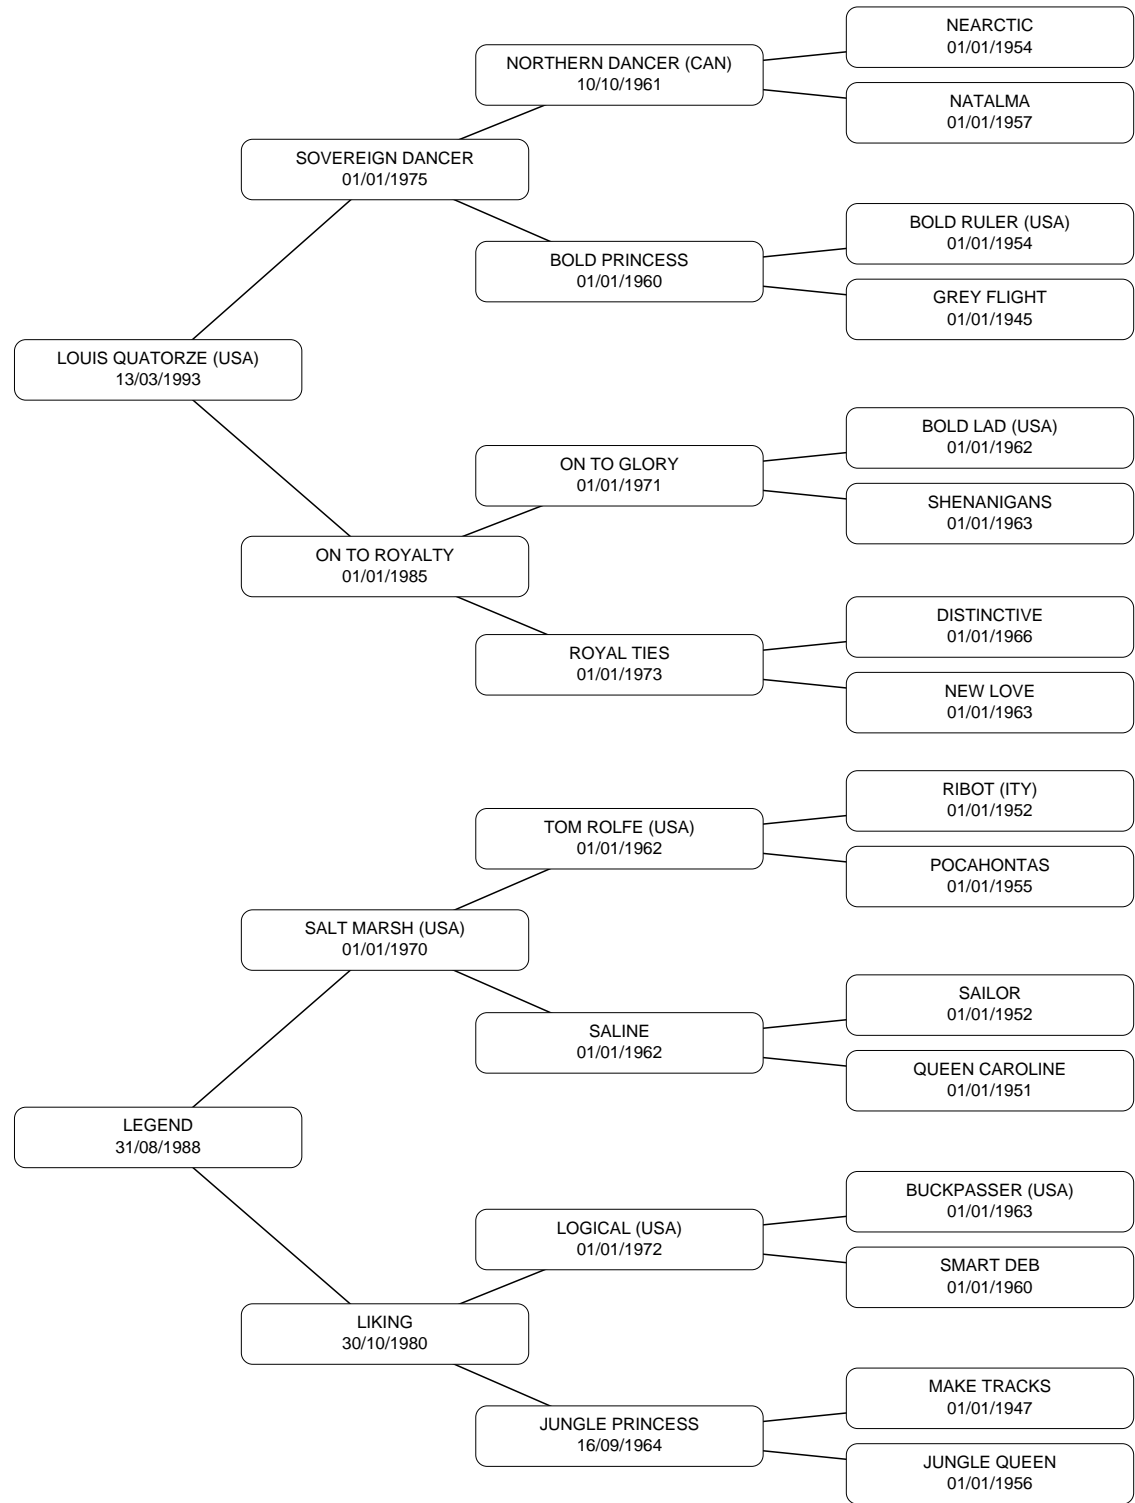 NEARCTIC
01/01/1954
NORTHERN DANCER (CAN)
10/10/1961
NATALMA
01/01/1957
SOVEREIGN DANCER
01/01/1975
BOLD RULER (USA)
01/01/1954
BOLD PRINCESS
01/01/1960
GREY FLIGHT
01/01/1945
LOUIS QUATORZE (USA)
13/03/1993
BOLD LAD (USA)
01/01/1962
ON TO GLORY
01/01/1971
SHENANIGANS
01/01/1963
ON TO ROYALTY
01/01/1985
DISTINCTIVE
01/01/1966
ROYAL TIES
01/01/1973
NEW LOVE
01/01/1963
RIBOT (ITY)
01/01/1952
TOM ROLFE (USA)
01/01/1962
POCAHONTAS
01/01/1955
SALT MARSH (USA)
01/01/1970
SAILOR
01/01/1952
SALINE
01/01/1962
QUEEN CAROLINE
01/01/1951
LEGEND
31/08/1988
BUCKPASSER (USA)
01/01/1963
LOGICAL (USA)
01/01/1972
SMART DEB
01/01/1960
LIKING
30/10/1980
MAKE TRACKS
01/01/1947
JUNGLE PRINCESS
16/09/1964
JUNGLE QUEEN
01/01/1956